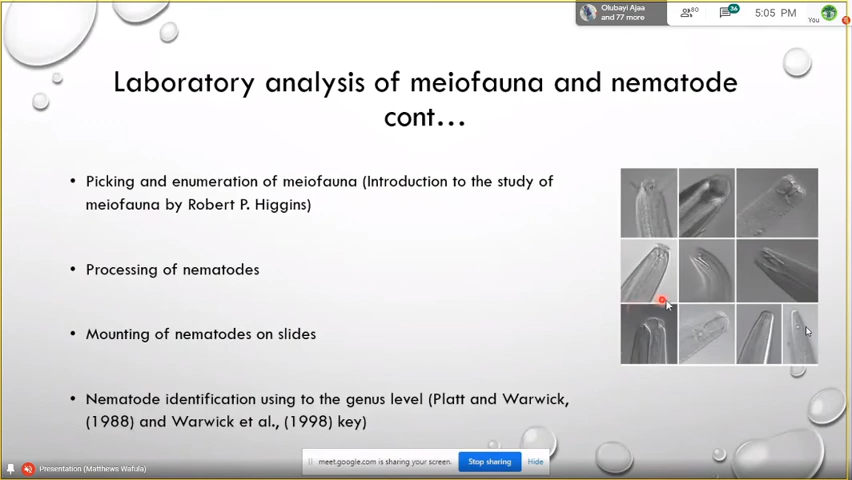 Olubayi Ajaa
and 77 more
80
36
5:05 PM
You
Laboratory analysis of meiofauna and nematode
cont...
• Picking and enumeration of meiofauna (Introduction to the study of
meiofauna by Robert P. Higgins)
• Processing of nematodes
• Mounting of nematodes on slides
• Nematode identification using to the genus level (Platt and Warwick,
(1988) and Warwick et al., (1998) key)
Presentation (Matthews Wafula)
meet.google.com is sharing your screen.
Stop sharing
Hide